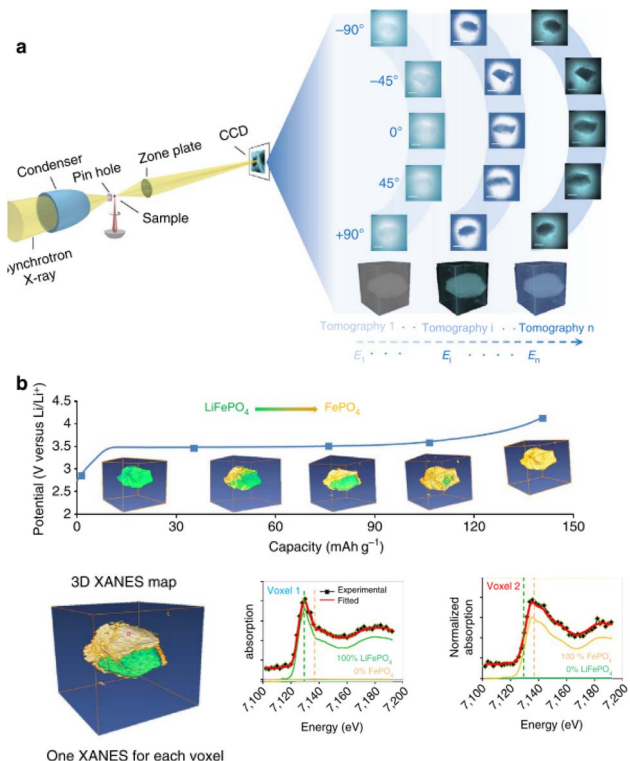 a
−90°
−45°
0°
45°
+90°
CCD
Zone plate
Condenser
Pin hole
Sample
ynchrotron
X-ray
Tomography 1 · · Tomography i · · Tomography n
E1 · · · · Ei · · · · · En
b
Potential (V versus Li/Li+)
4.5
4
3.5
3
2.5
2
LiFePO4
FePO4
0
30
60
90
120
150
Capacity (mAh g−1)
3D XANES map
One XANES for each voxel
absorption
Voxel 1
Experimental
Fitted
100% LiFePO4
0% FePO4
7,100
7,120
7,140
7,160
7,180
7,200
Energy (eV)
Normalized
absorption
Voxel 2
100 % FePO4
0% LiFePO4
7,100
7,120
7,140
7,160
7,180
7,200
Energy (eV)